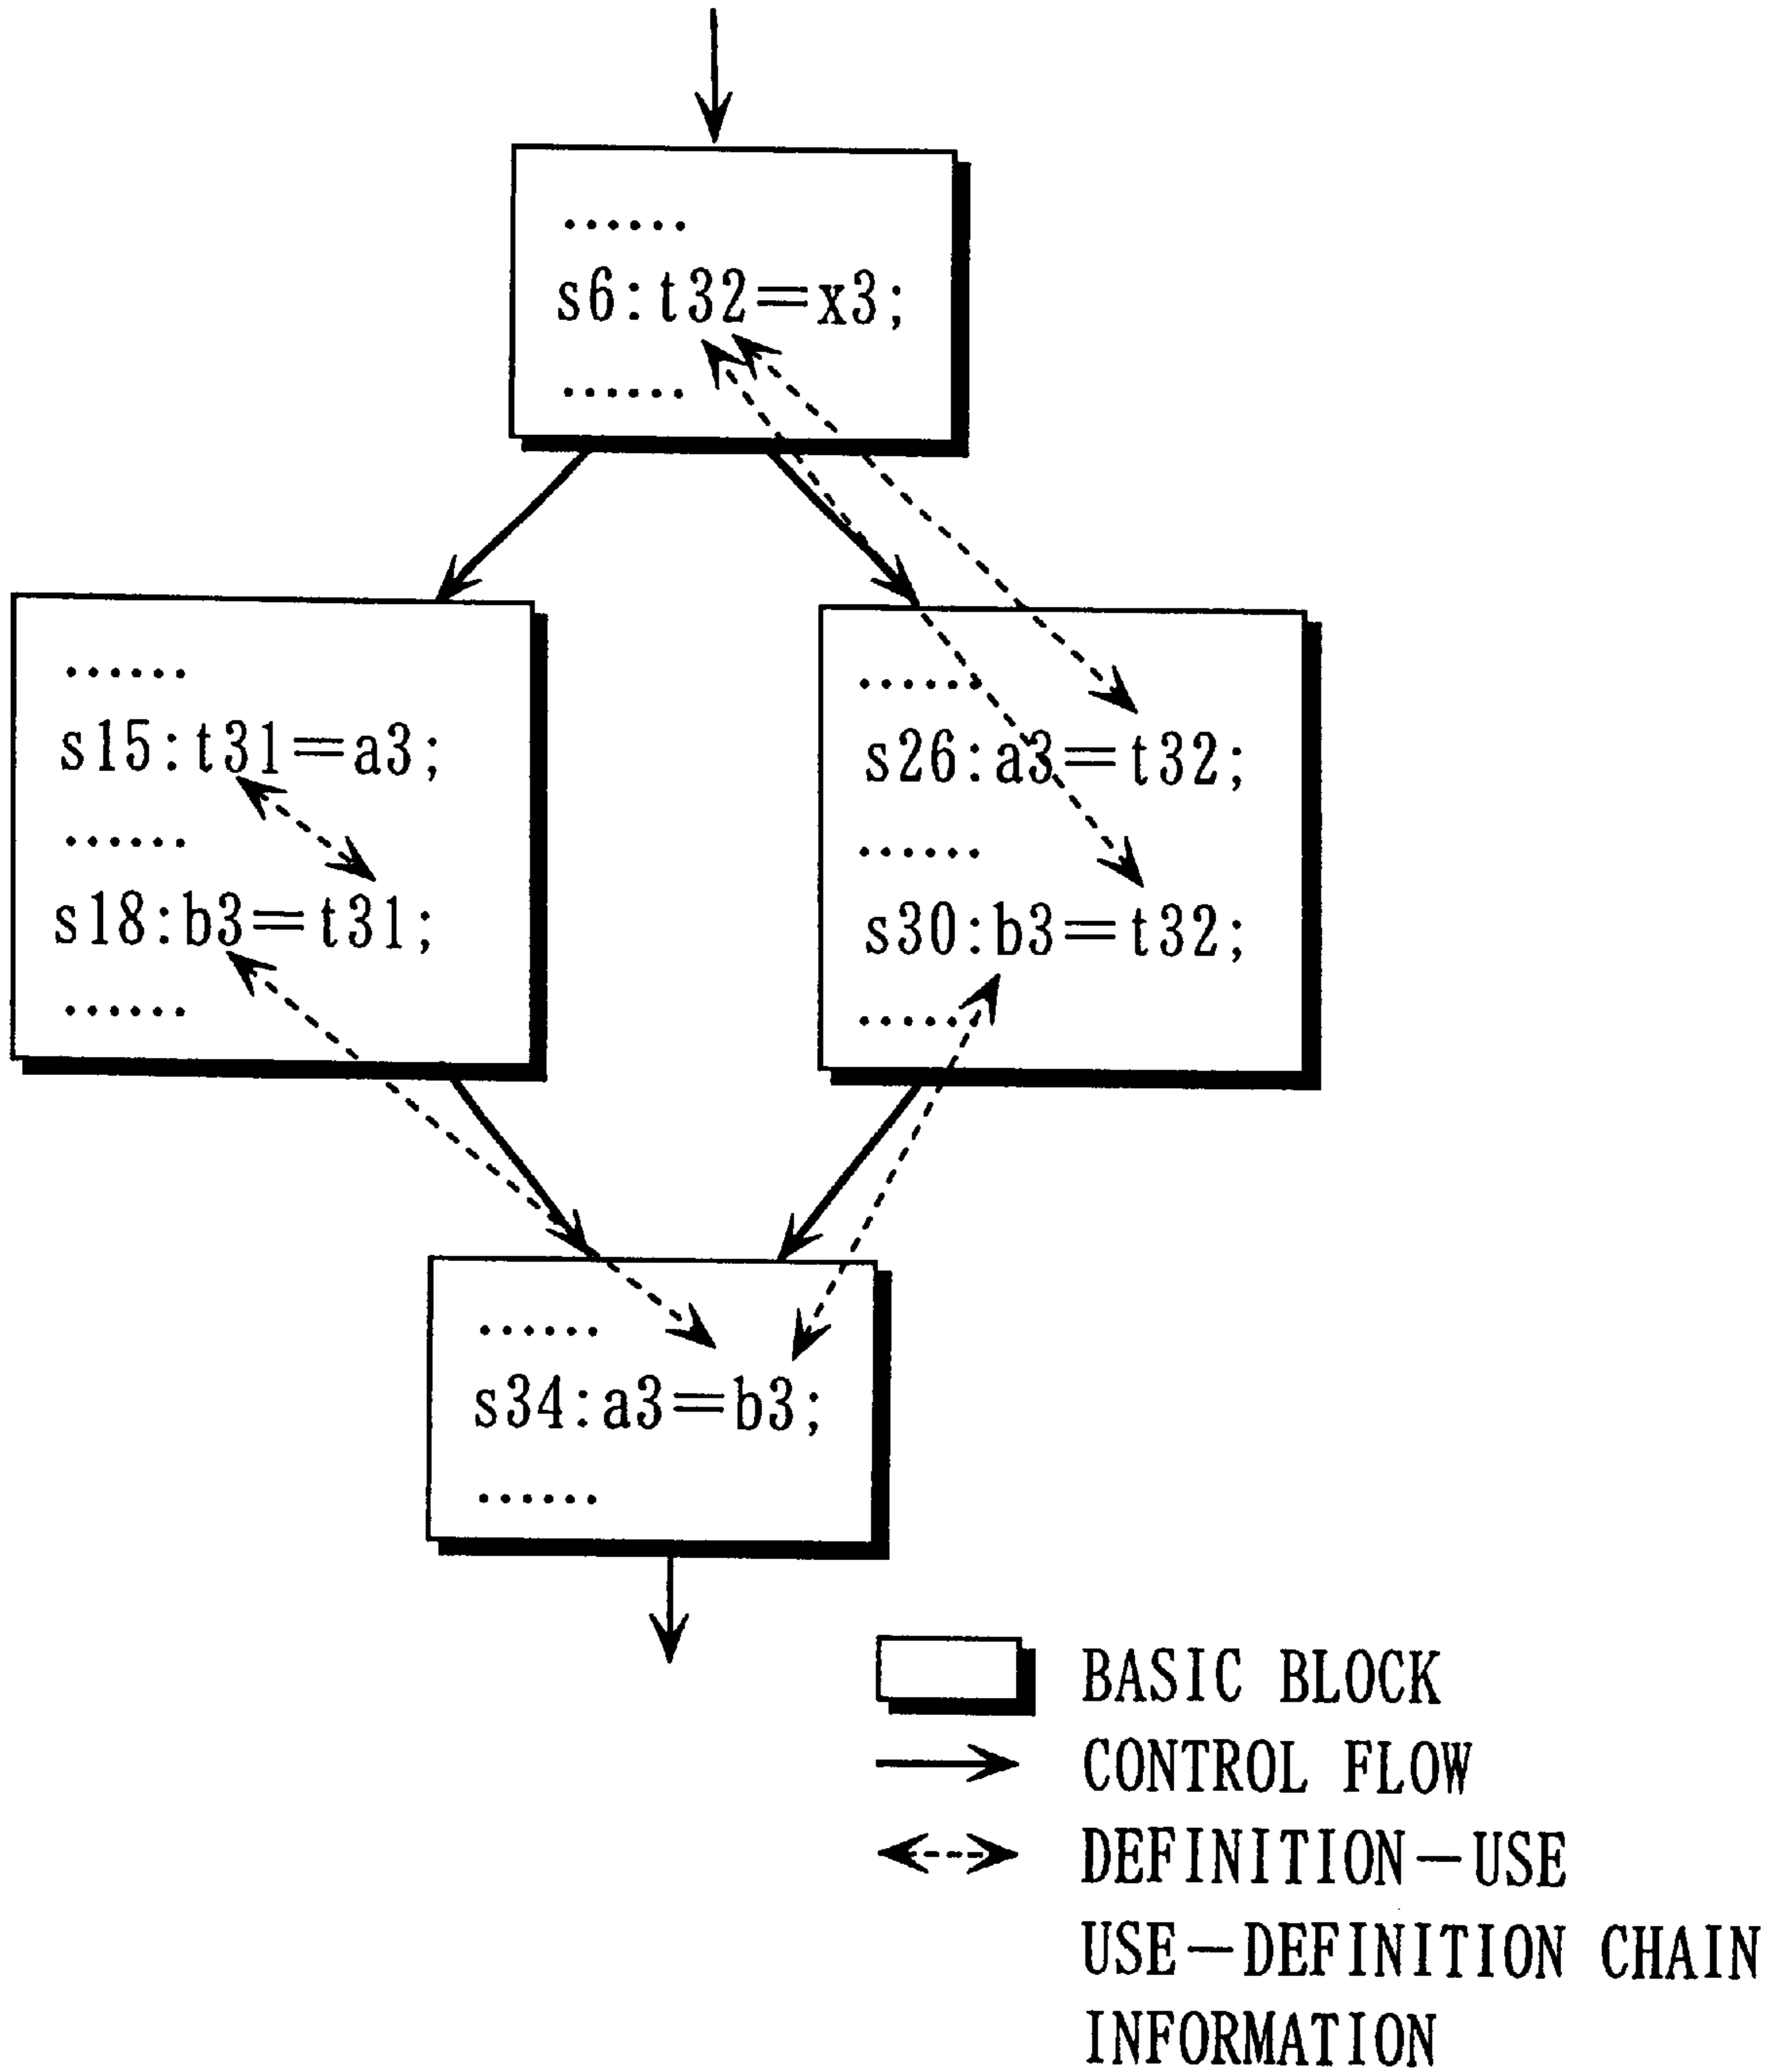 ......
s6:t32=x3;
......
......
s15:t31=a3;
......
s18:b3=t31;
......
......
s26:a3=t32;
......
s30:b3=t32;
......
......
s34:a3=b3;
......
BASIC BLOCK
CONTROL FLOW
DEFINITION—USE
USE—DEFINITION CHAIN
INFORMATION